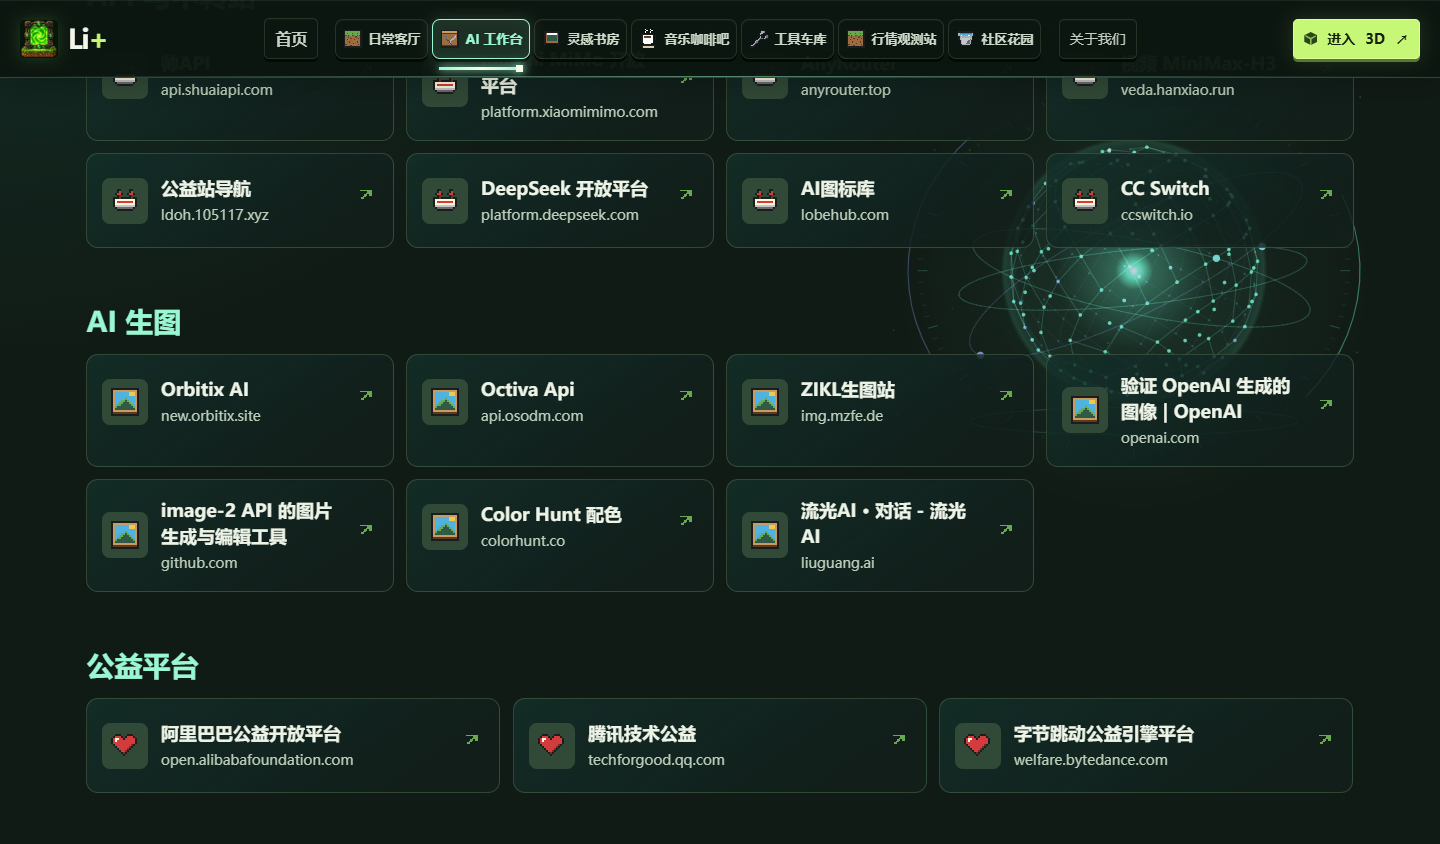 Li+
首页
日常客厅
AI 工作台
灵感书房
音乐咖啡吧
工具车库
行情观测站
社区花园
关于我们
进入 3D
api.shuaiapi.com
平台
platform.xiaomimimo.com
anyrouter.top
veda.hanxiao.run
公益站导航
ldoh.105117.xyz
DeepSeek 开放平台
platform.deepseek.com
AI图标库
lobehub.com
CC Switch
ccswitch.io
AI 生图
Orbitix AI
new.orbitix.site
Octiva Api
api.osodm.com
ZIKL生图站
img.mzfe.de
验证 OpenAI 生成的
图像 | OpenAI
openai.com
image-2 API 的图片
生成与编辑工具
github.com
Color Hunt 配色
colorhunt.co
流光AI • 对话 - 流光
AI
liuguang.ai
公益平台
阿里巴巴公益开放平台
open.alibabafoundation.com
腾讯技术公益
techforgood.qq.com
字节跳动公益引擎平台
welfare.bytedance.com